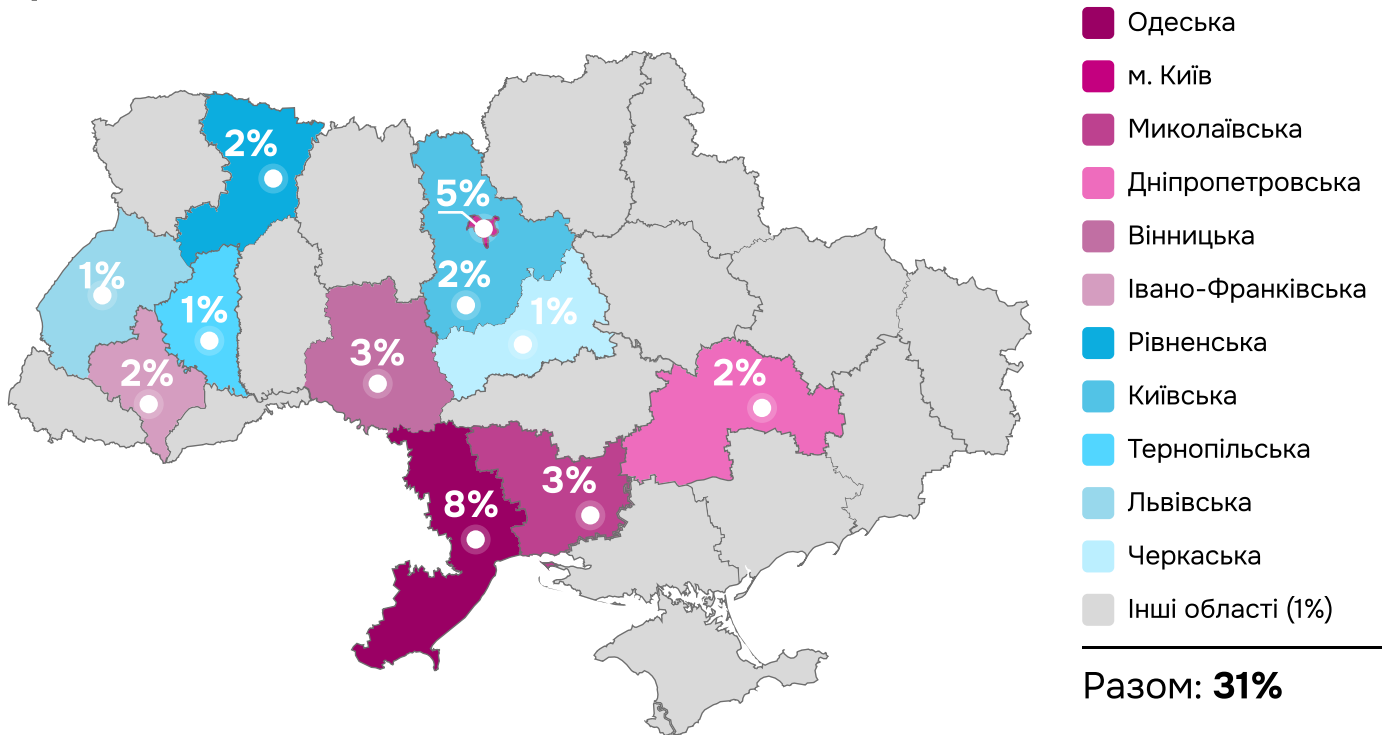 2%
5%
1%
2%
1%
1%
3%
2%
2%
3%
8%
Одеська
м. Київ
Миколаївська
Дніпропетровська
Вінницька
Івано-Франківська
Рівненська
Київська
Тернопільська
Львівська
Черкаська
Інші області (1%)
Разом: 31%